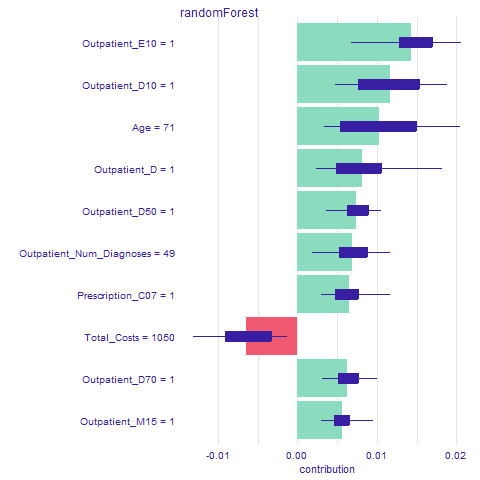 randomForest
Outpatient_E10 = 1
Outpatient_D10 = 1
Age = 71
Outpatient_D = 1
Outpatient_D50 = 1
Outpatient_Num_Diagnoses = 49
Prescription_C07 = 1
Total_Costs = 1050
Outpatient_D70 = 1
Outpatient_M15 = 1
-0.01 0.00 0.01 0.02
contribution